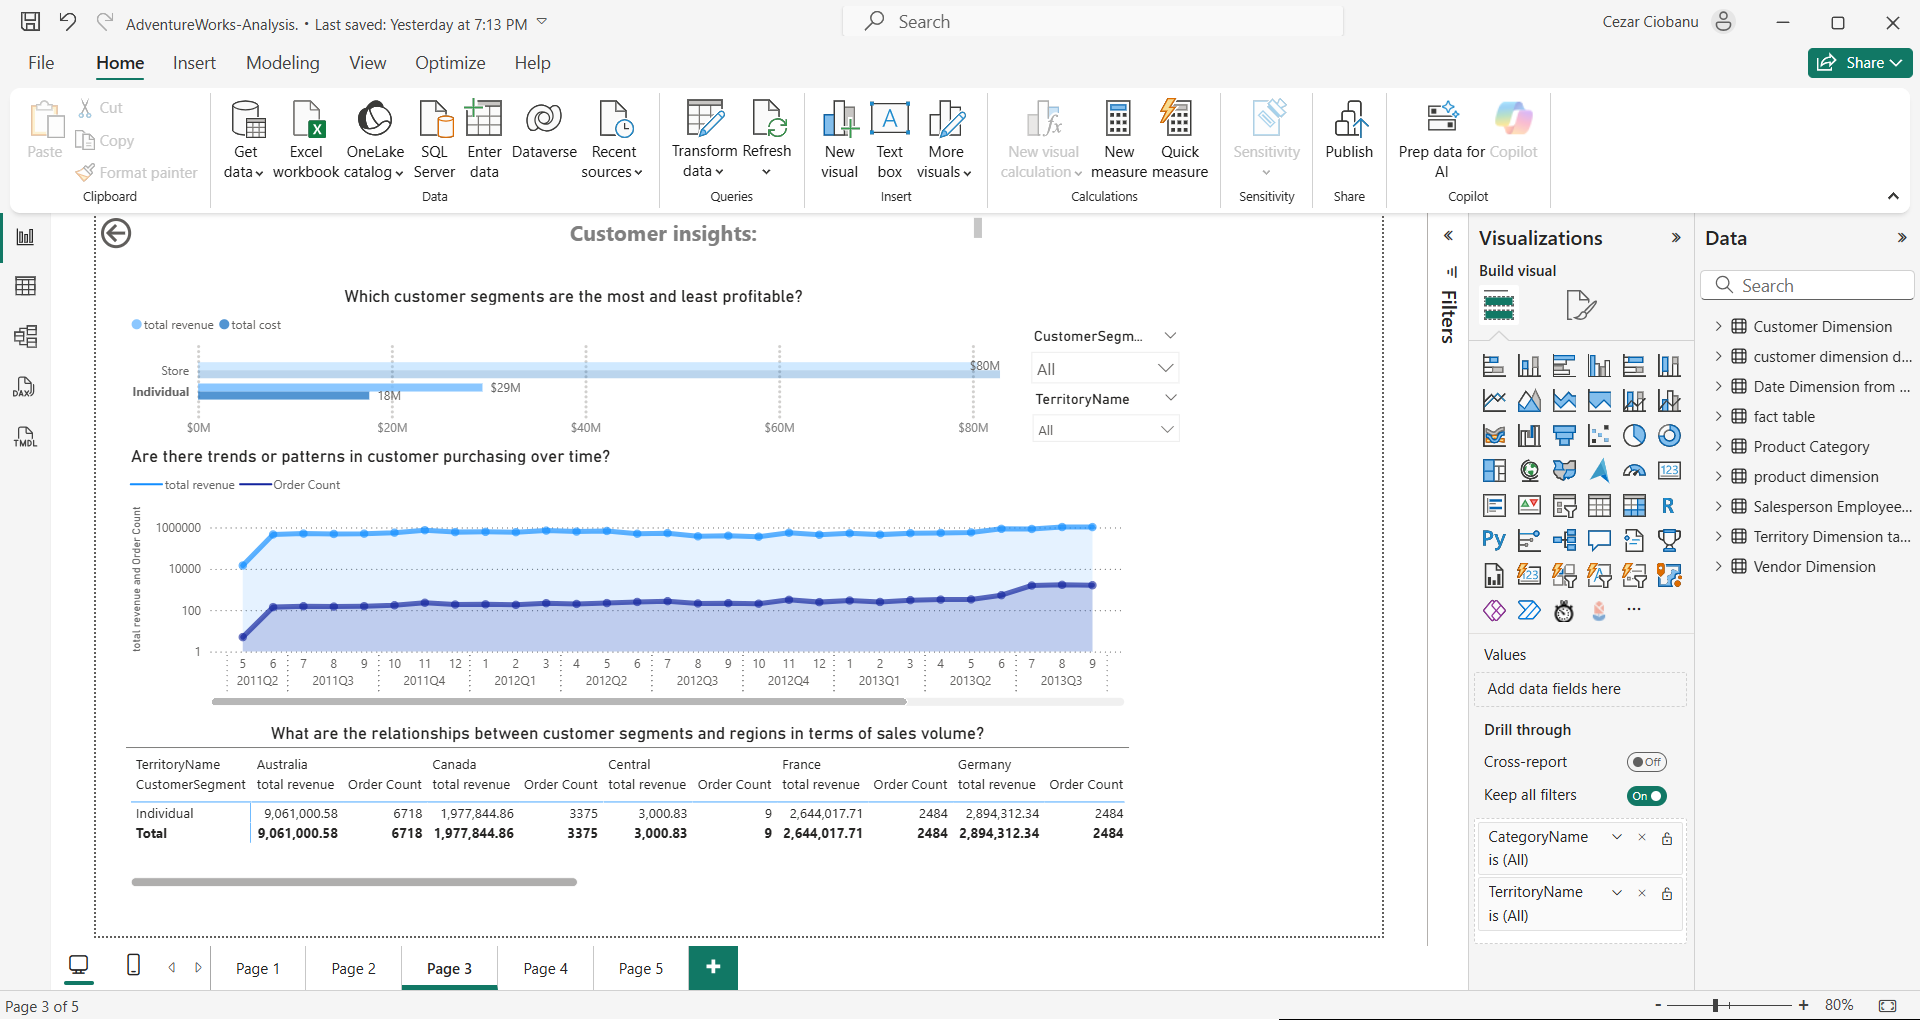 AdventureWorks-Analysis. • Last saved: Yesterday at 7:13 PM
Search
Cezar Ciobanu
File Home Insert Modeling View Optimize Help
Share
Paste
Cut
Copy
Format painter
Clipboard
Get data
Excel workbook
OneLake catalog
SQL Server
Enter data
Dataverse
Recent sources
Data
Transform data
Refresh
Queries
New visual
Text box
More visuals
Insert
New visual calculation
New measure
Quick measure
Calculations
Sensitivity
Sensitivity
Publish
Share
Prep data for AI
Copilot
Copilot
DAX
TMDL
Customer insights:
Which customer segments are the most and least profitable?
total revenue total cost
Store
$80M
Individual
$29M
18M
$0M $20M $40M $60M $80M
CustomerSegm...
All
TerritoryName
All
Are there trends or patterns in customer purchasing over time?
total revenue Order Count
total revenue and Order Count
1000000
10000
100
1
5 6 7 8 9 10 11 12 1 2 3 4 5 6 7 8 9 10 11 12 1 2 3 4 5 6 7 8 9
2011Q2 2011Q3 2011Q4 2012Q1 2012Q2 2012Q3 2012Q4 2013Q1 2013Q2 2013Q3
What are the relationships between customer segments and regions in terms of sales volume?
TerritoryName Australia Canada Central France Germany
CustomerSegment total revenue Order Count total revenue Order Count total revenue Order Count total revenue Order Count total revenue Order Count
Individual 9,061,000.58 6718 1,977,844.86 3375 3,000.83 9 2,644,017.71 2484 2,894,312.34 2484
Total 9,061,000.58 6718 1,977,844.86 3375 3,000.83 9 2,644,017.71 2484 2,894,312.34 2484
Filters
Visualizations
Build visual
123
R
Py
123
Values
Add data fields here
Drill through
Cross-report Off
Keep all filters On
CategoryName
is (All)
TerritoryName
is (All)
Data
Search
Customer Dimension
customer dimension d...
Date Dimension from ...
fact table
Product Category
product dimension
Salesperson Employee...
Territory Dimension ta...
Vendor Dimension
Page 1 Page 2 Page 3 Page 4 Page 5
Page 3 of 5
- + 80%